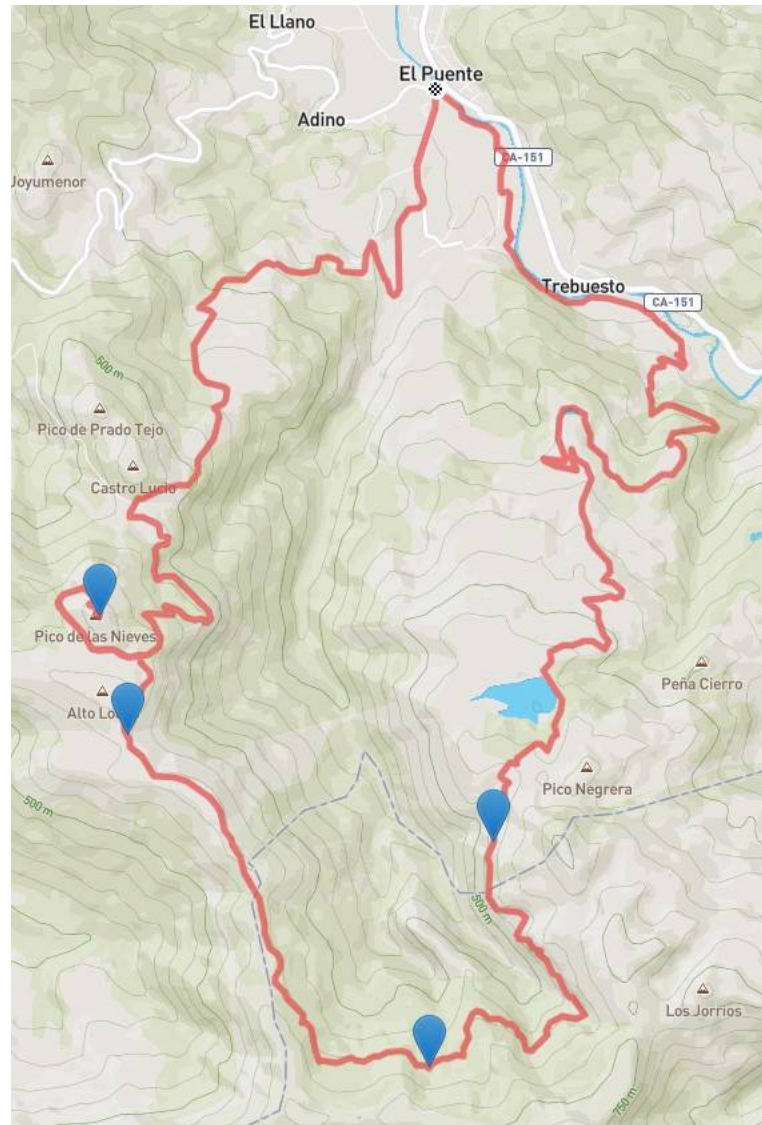 El Llano
El Puente
Adino
CA-151
Joyumenor
Trebuesto
CA-151
500 m
Pico de Prado Tejo
Castro Lucio
Pico de las Nieves
Peña Cierro
Alto
Pico Negrera
500 m
500 m
Los Jorrios
750 m